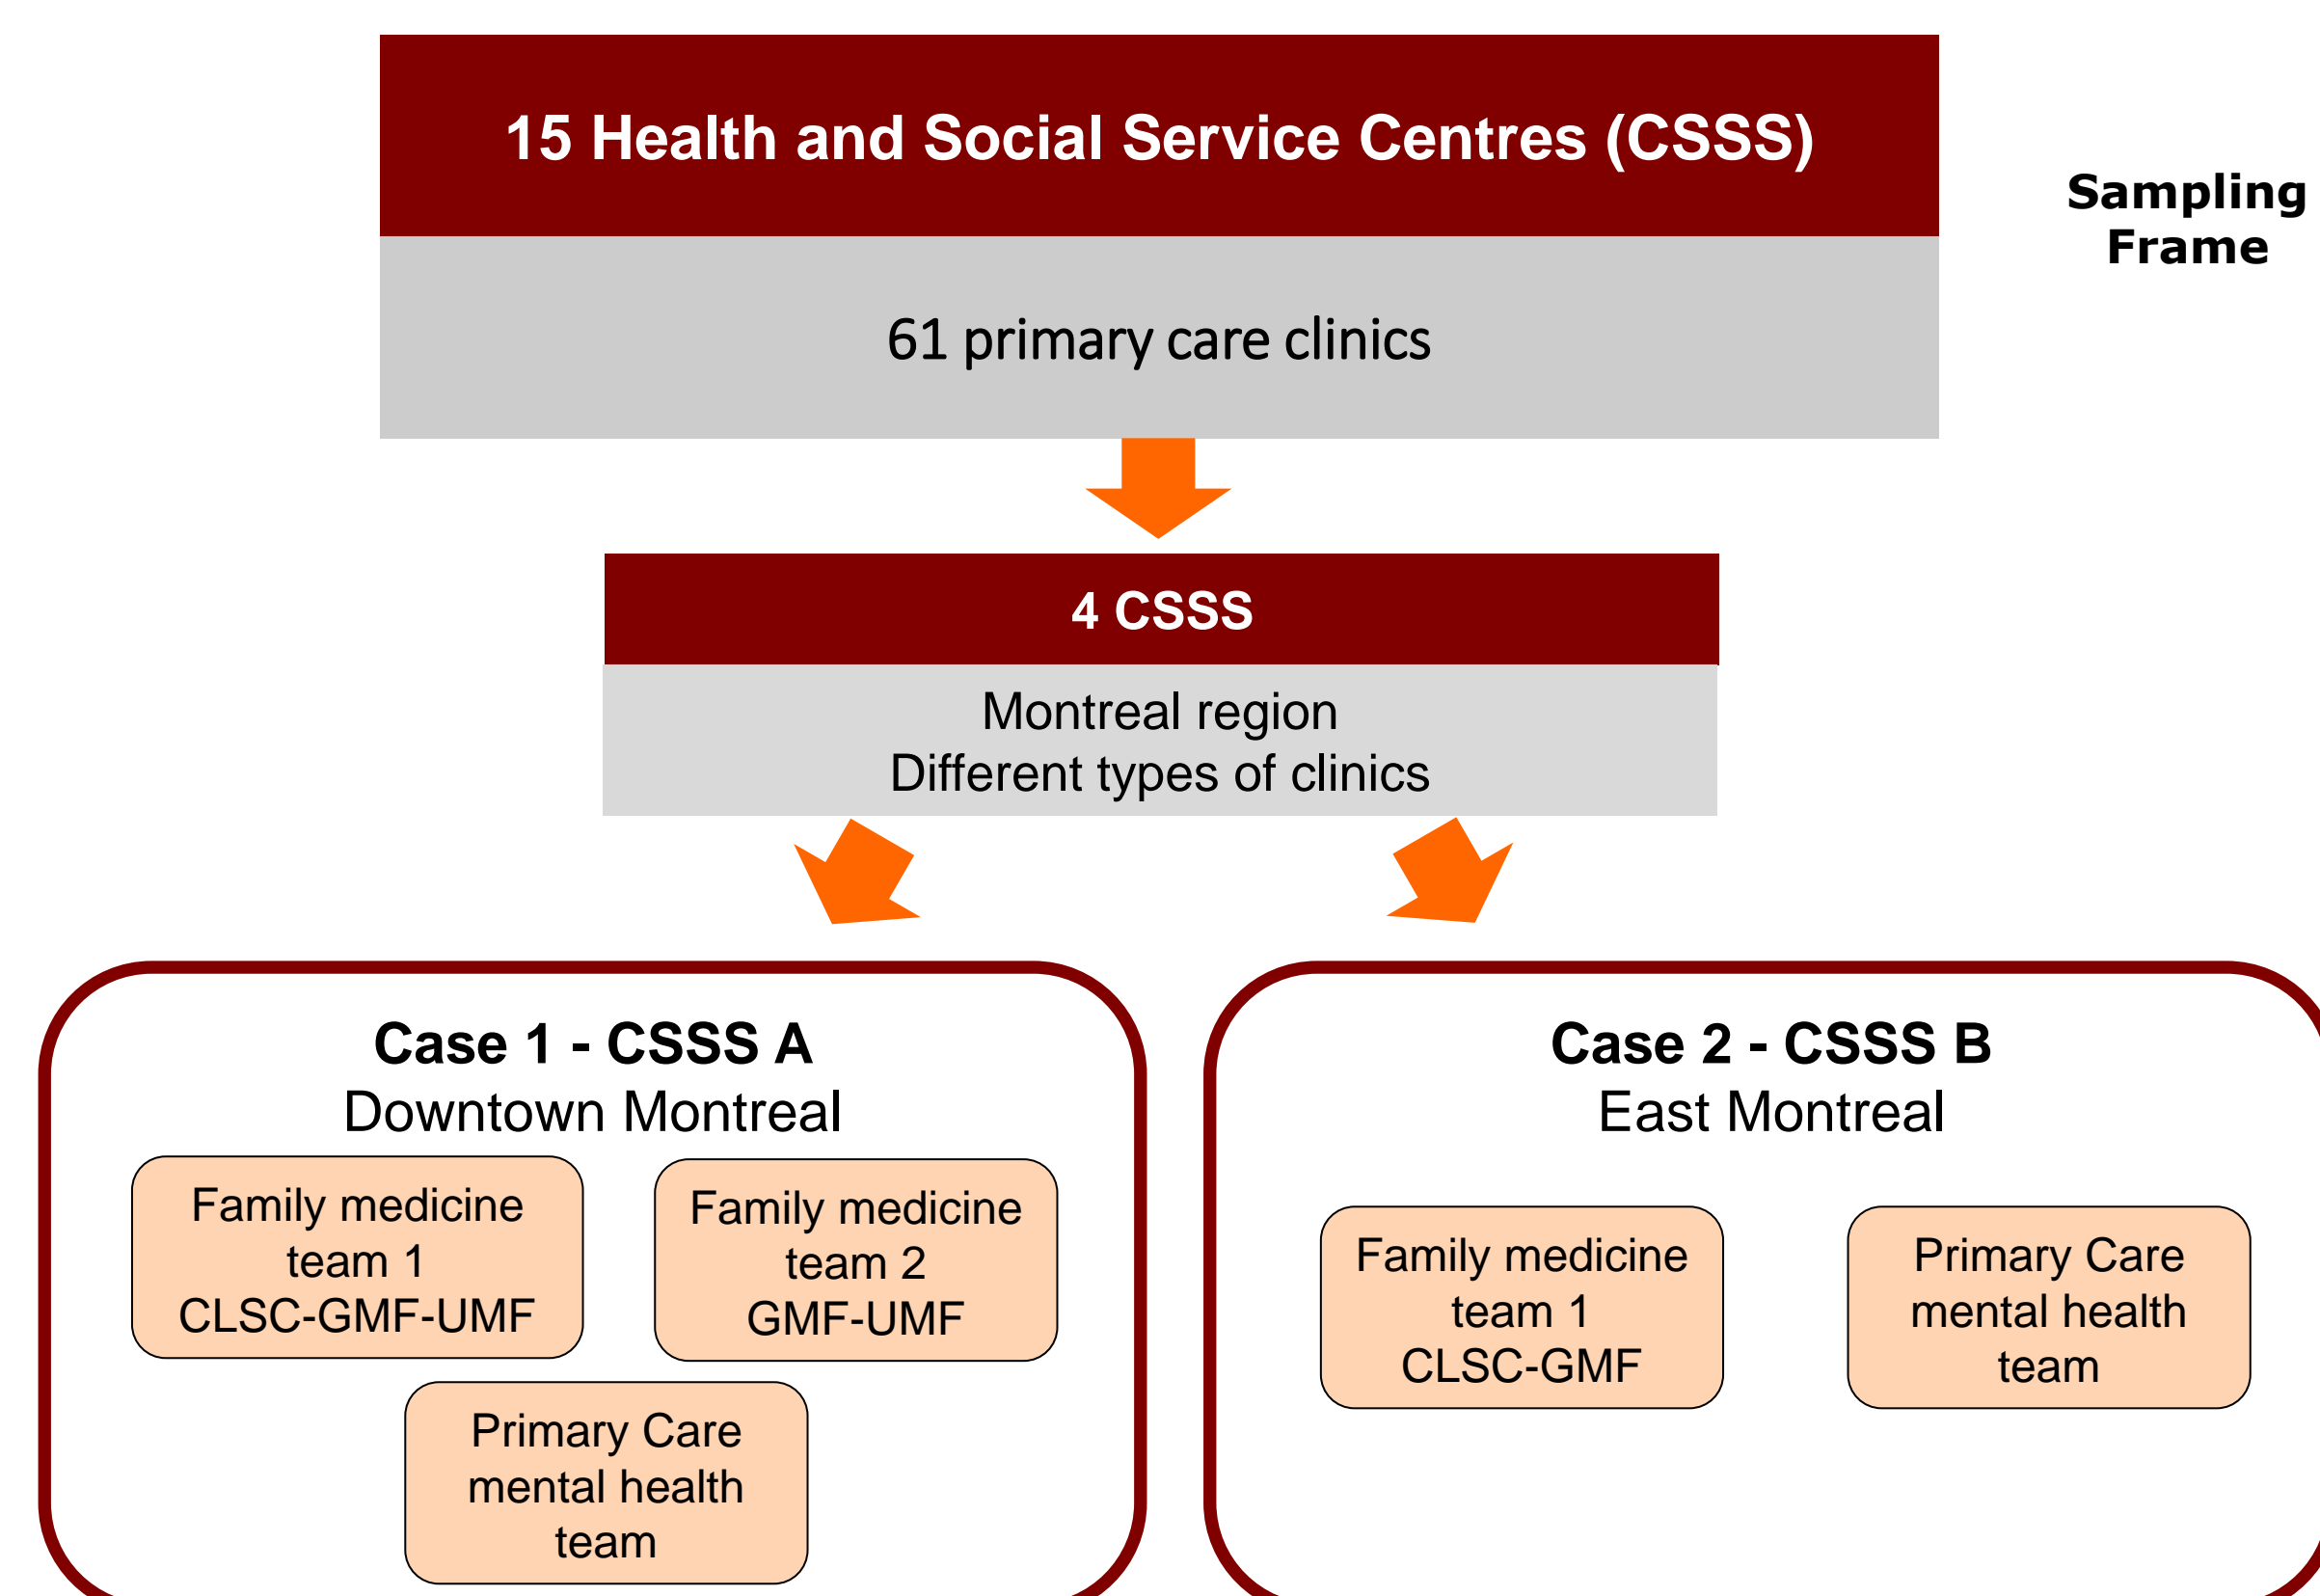 15 Health and Social Service Centres (CSSS)
Sampling
Frame
61 primary care clinics
4 CSSS
Montreal region
Different types of clinics
Case 1 - CSSS A
Downtown Montreal
Family medicine
team 1
CLSC-GMF-UMF
Family medicine
team 2
GMF-UMF
Primary Care
mental health
team
Case 2 - CSSS B
East Montreal
Family medicine
team 1
CLSC-GMF
Primary Care
mental health
team